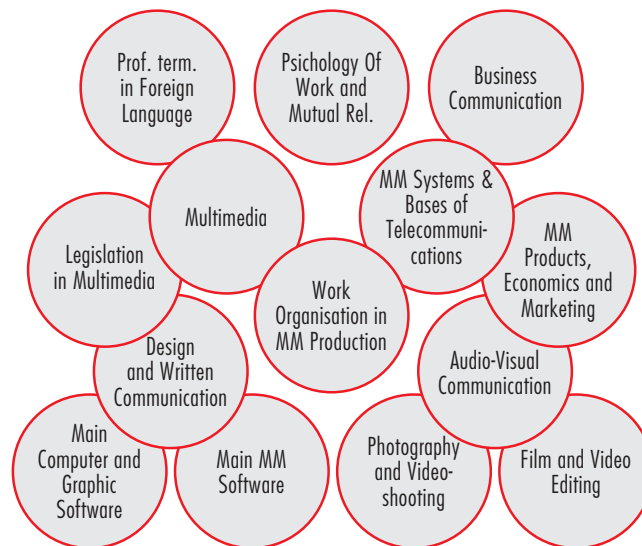 Prof. term.
in Foreign
Language
Psichology Of
Work and
Mutual Rel.
Business
Communication
Multimedia
MM Systems &
Bases of
Telecommuni-
cations
Legislation
in Multimedia
MM
Products,
Economics and
Marketing
Work
Organisation in
MM Production
Design
and Written
Communication
Audio-Visual
Communication
Main
Computer and
Graphic
Software
Main MM
Software
Photography
and Video-
shooting
Film and Video
Editing